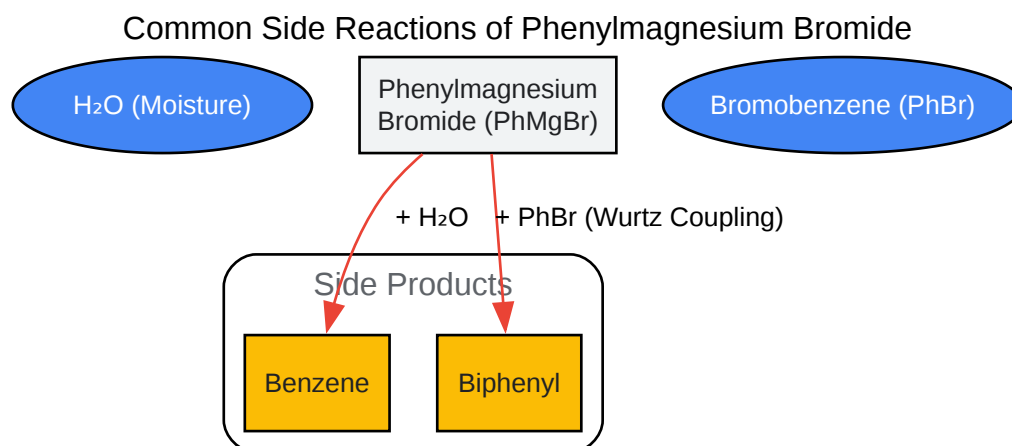 Common Side Reactions of Phenylmagnesium Bromide
H₂O (Moisture)
Phenylmagnesium
Bromide (PhMgBr)
Bromobenzene (PhBr)
+ H₂O
+ PhBr (Wurtz Coupling)
Side Products
Benzene
Biphenyl